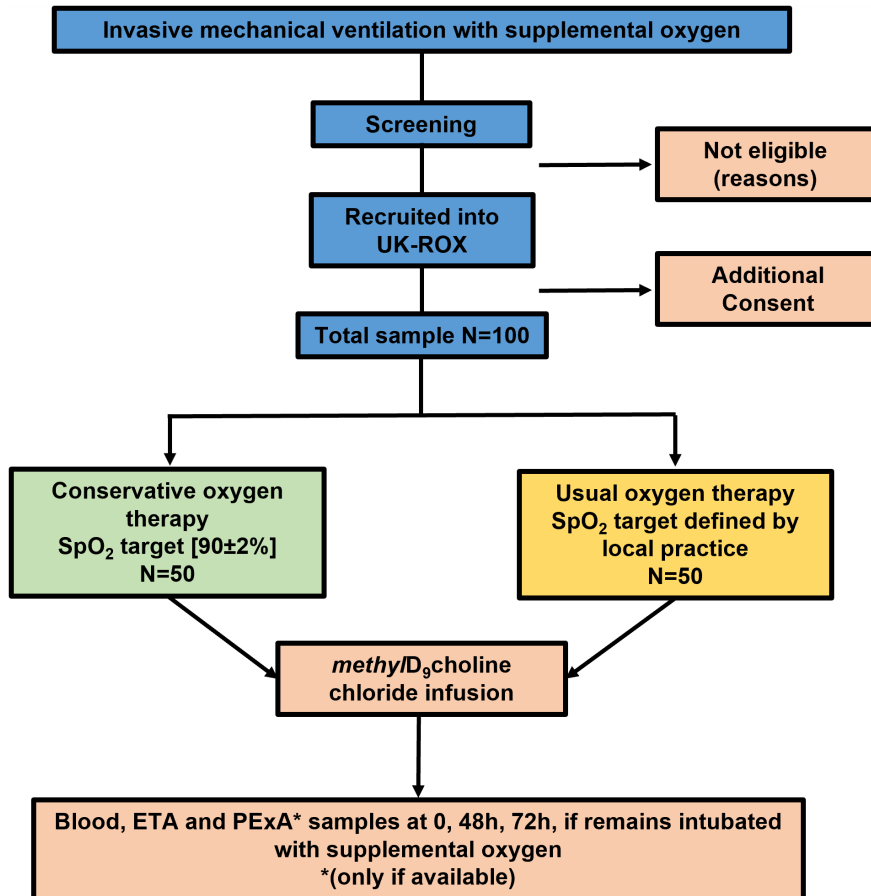 Invasive mechanical ventilation with supplemental oxygen
Screening
Not eligible
(reasons)
Recruited into
UK-ROX
Additional
Consent
Total sample N=100
Conservative oxygen
therapy
SpO₂ target [90±2%]
N=50
Usual oxygen therapy
SpO₂ target defined by
local practice
N=50
methylD₉choline
chloride infusion
Blood, ETA and PExA* samples at 0, 48h, 72h, if remains intubated
with supplemental oxygen
*(only if available)